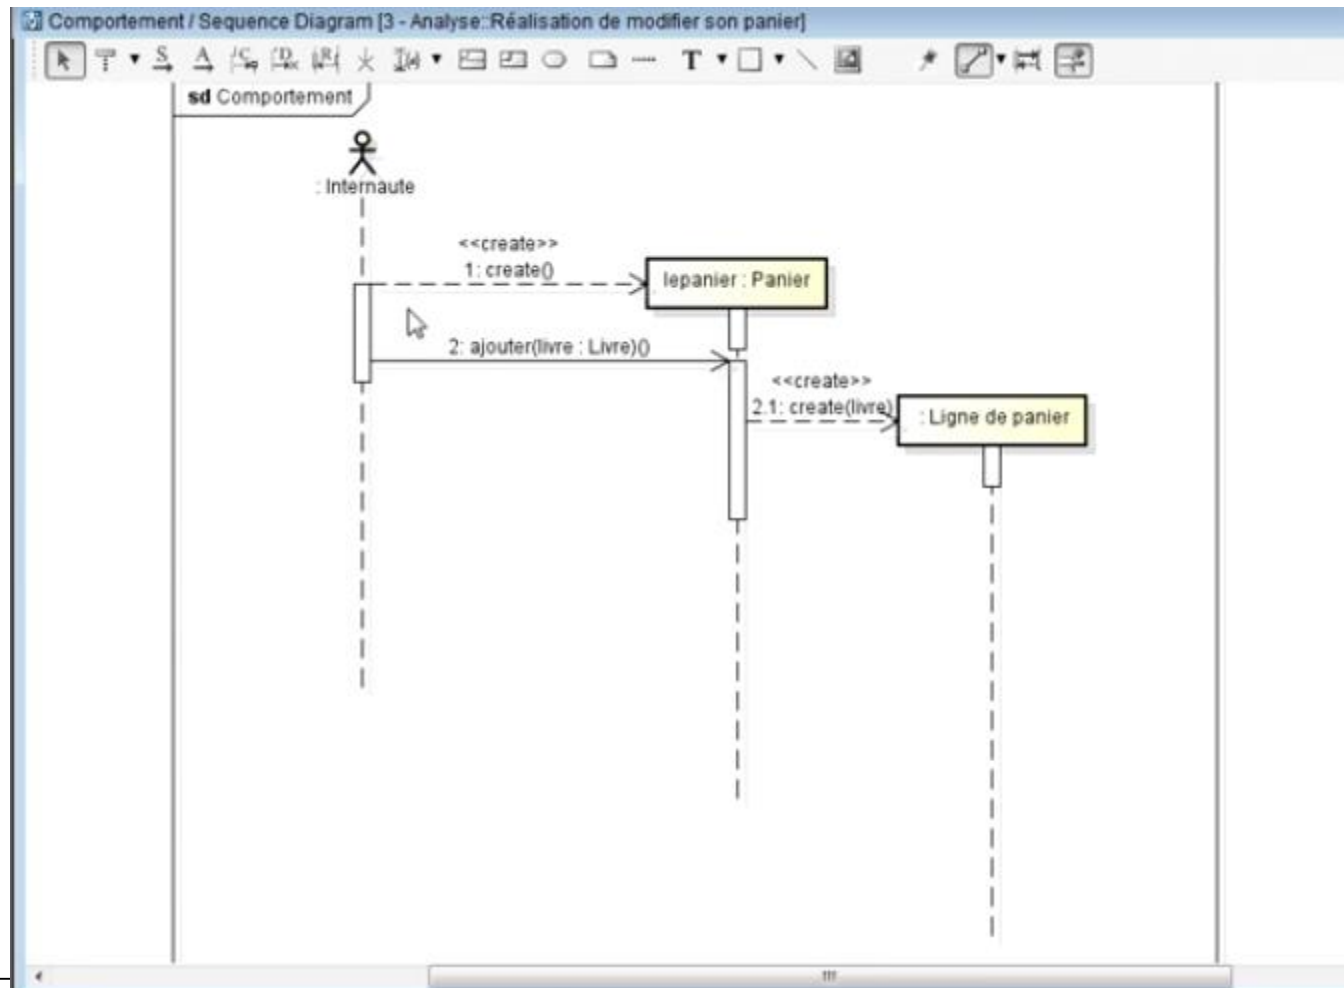 Comportement / Sequence Diagram [3 - Analyse::Réalisation de modifier son panier]
sd Comportement
: Internaute
<<create>>
1: create()
lepanier : Panier
2: ajouter(livre : Livre)()
<<create>>
2.1: create(livre)
: Ligne de panier